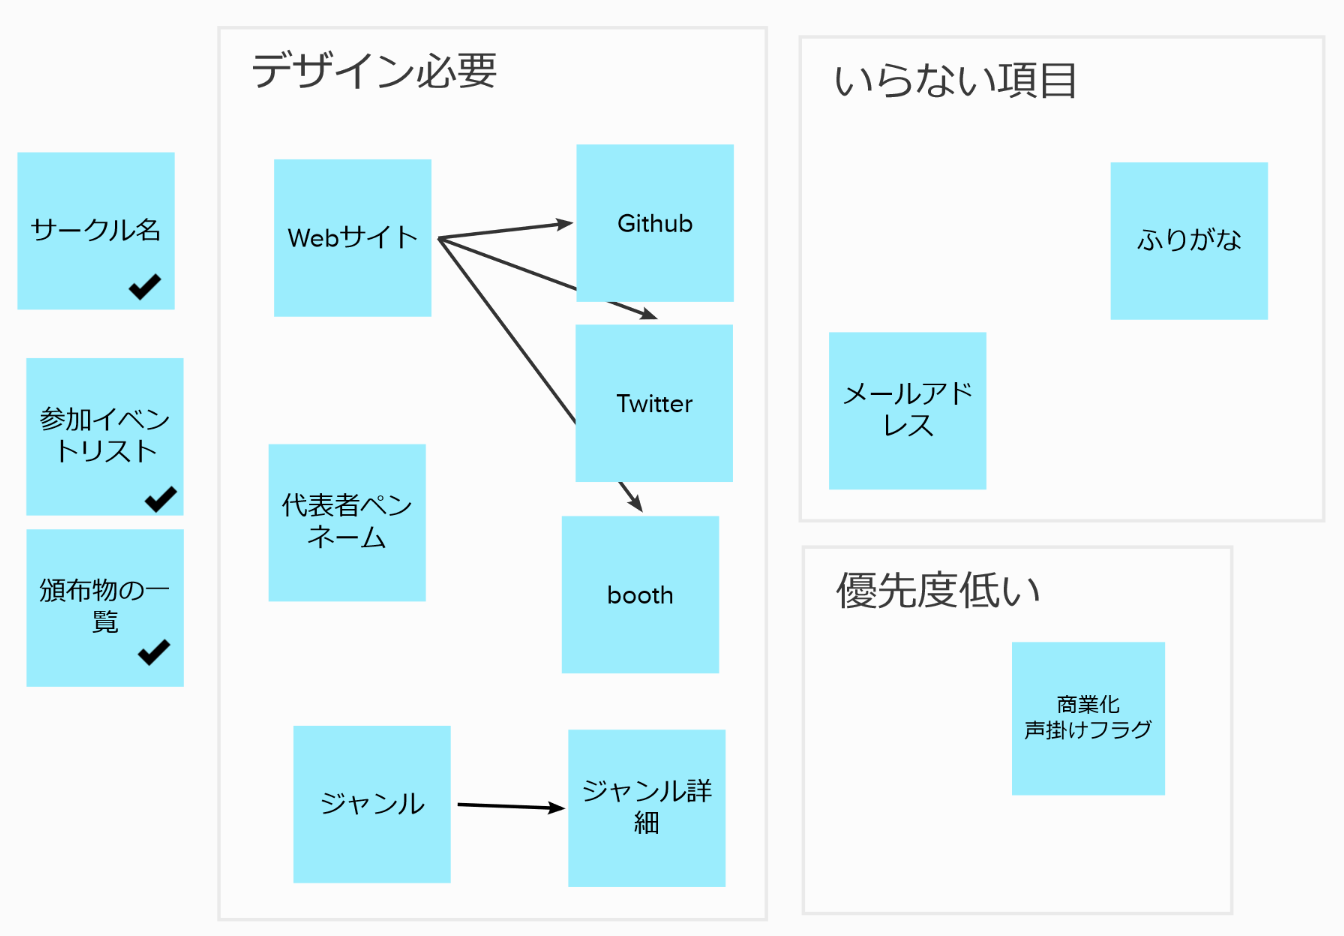 サークル名
参加イベン
トリスト
頒布物の一
覧
デザイン必要
Webサイト
Github
Twitter
代表者ペン
ネーム
booth
ジャンル
ジャンル詳
細
いらない項目
ふりがな
メールアド
レス
優先度低い
商業化
声掛けフラグ